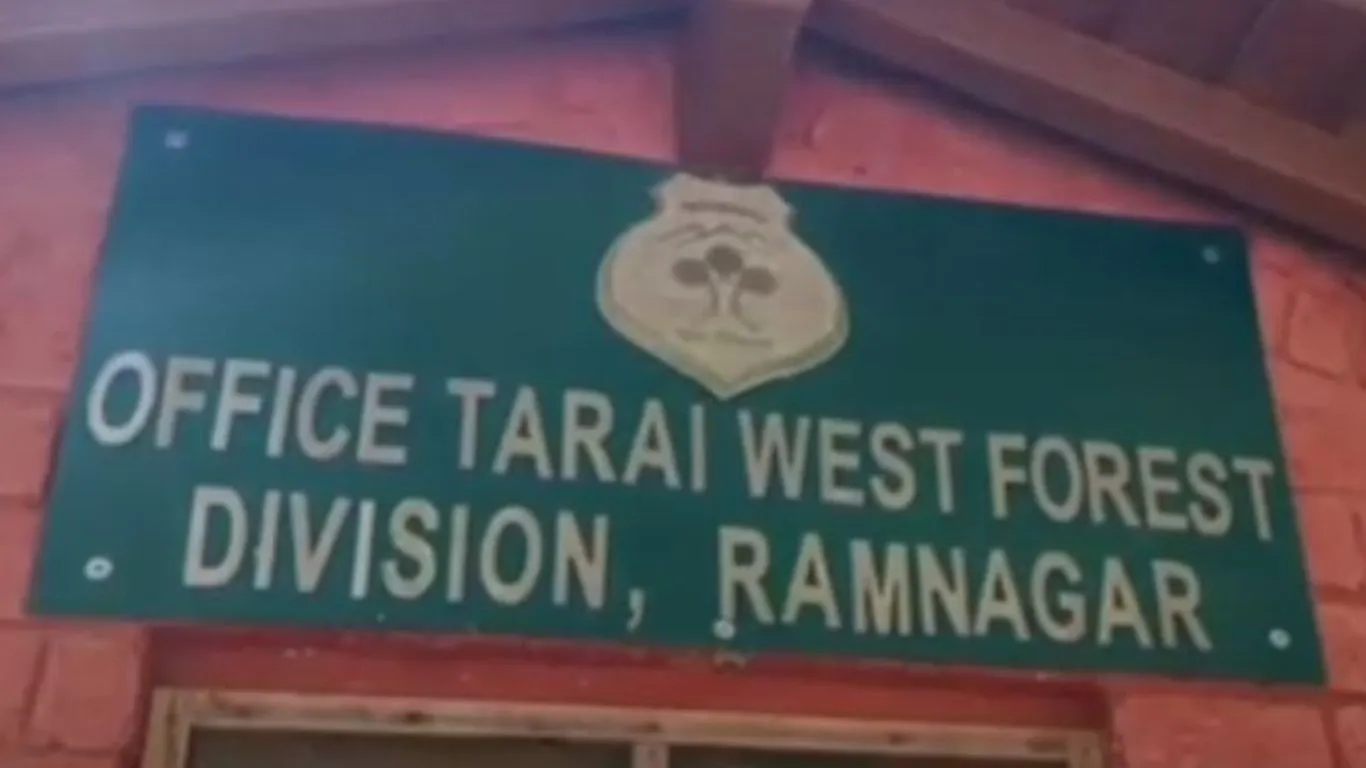 OFFICE TARAI WEST FOREST
DIVISION, RAMNAGAR